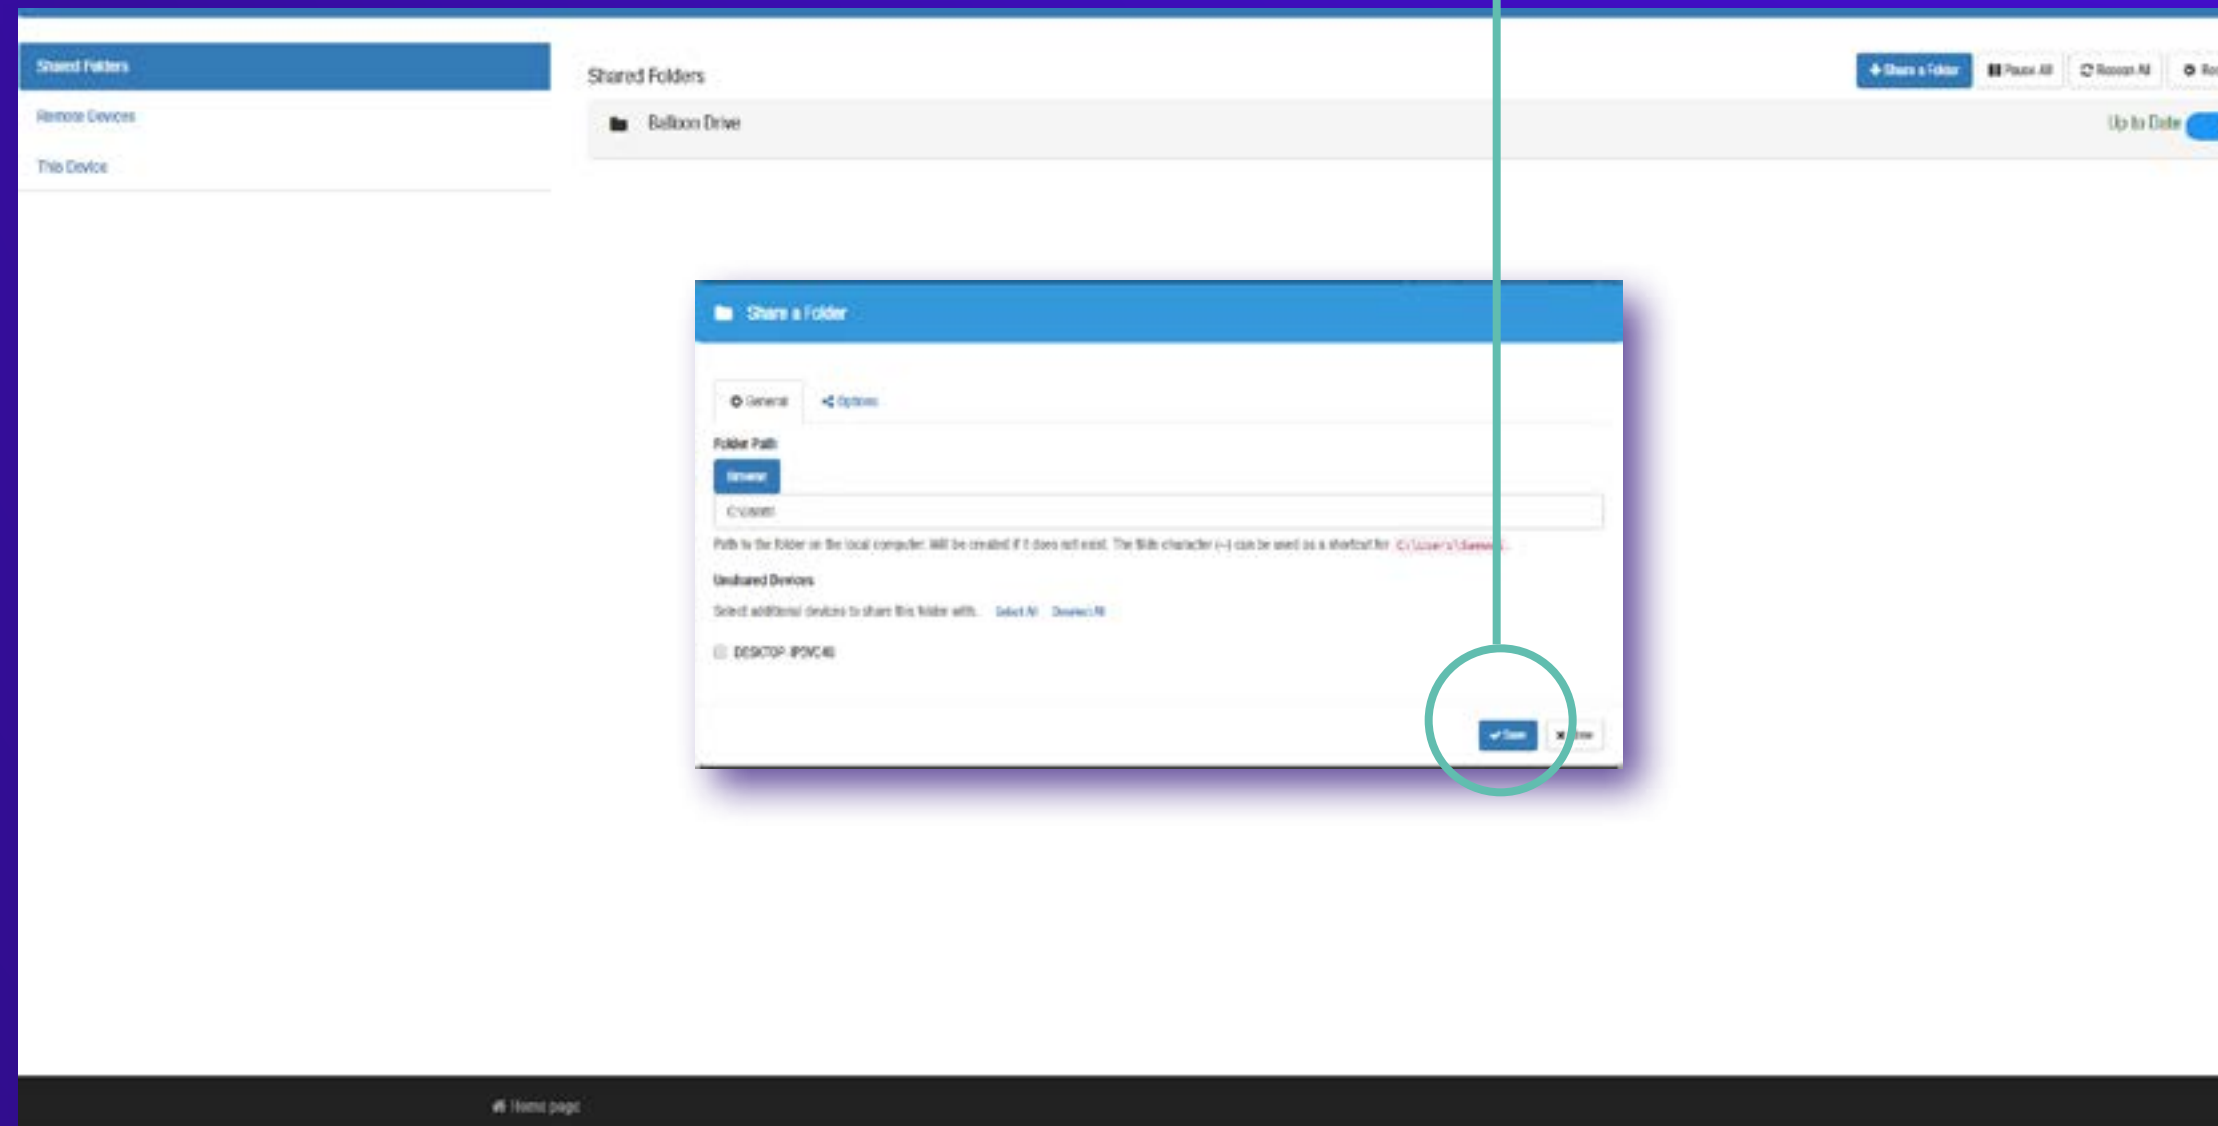 Shared Folders
Remote Devices
This Device
Shared Folders
Share a Folder
Pause All
Rescan All
Balloon Drive
Up to Date
Share a Folder
General
Options
Folder Path
Browse
Path to the folder on the local computer. Will be created if it does not exist. The tilde character (~) can be used as a shortcut for
Unshared Devices
Select additional devices to share this folder with. Select All Deselect All
Save
Home page